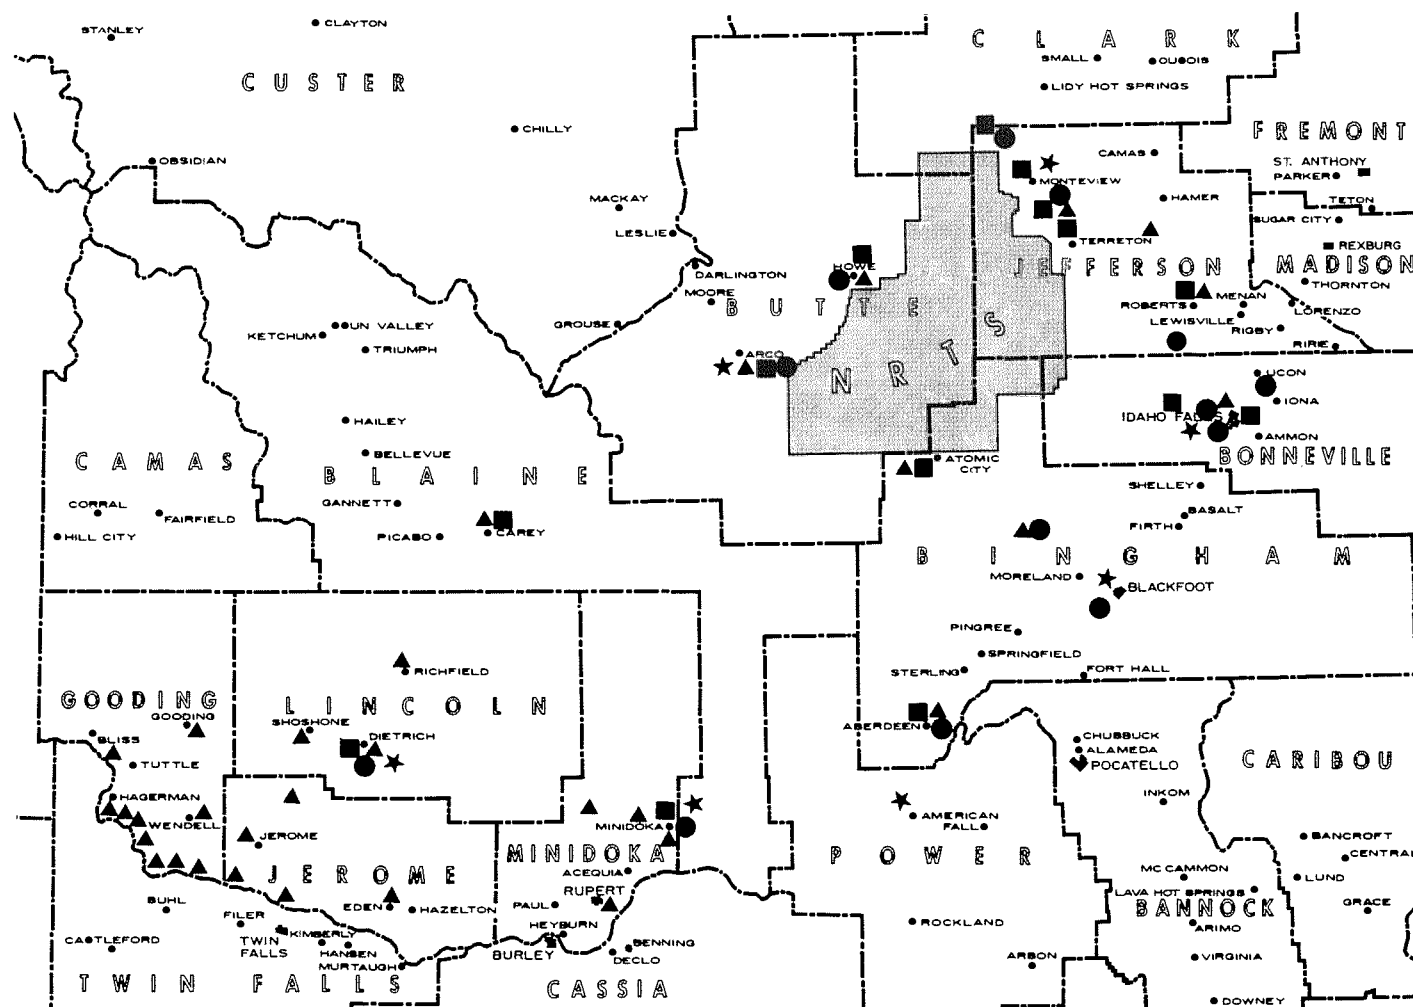 CLAYTON
STANLEY
CLARK
SMALL
DUBOIS
CUSTER
LIDY HOT SPRINGS
CHILLY
FREMONT
OBSIDIAN
CAMAS
ST. ANTHONY
PARKER
MONTEVIEW
MACKAY
HAMER
TETON
SUGAR CITY
LESLIE
TERRETON
REXBURG
HOWE
JEFFERSON
MADISON
DARLINGTON
THORNTON
MOORE
BUTTE
MENAN
ROBERTS
LORENZO
LEWISVILLE
GROUSE
UN VALLEY
RIGBY
KETCHUM
NRTS
RIRIE
TRIUMPH
ARCO
UCON
IONA
HAILEY
IDAHO FALLS
AMMON
BELLEVUE
BONNEVILLE
CAMAS
BLAINE
ATOMIC
CITY
SHELLEY
GANNETT
CORRAL
FAIRFIELD
BASALT
FIRTH
HILL CITY
PICABO
CAREY
BINGHAM
MORELAND
BLACKFOOT
PINGREE
SPRINGFIELD
STERLING
FORT HALL
RICHFIELD
GOODING
LINCOLN
GOODING
SHOSHONE
ABERDEEN
BLISS
DIETRICH
CHUBBUCK
ALAMEDA
TUTTLE
POCATELLO
CARIBOU
HAGERMAN
INKOM
AMERICAN
FALL
WENDELL
MINIDOKA
JEROME
BANCROFT
MINIDOKA
POWER
CENTRAL
ACEQUIA
MC CAMMON
LUND
JEROME
RUPERT
LAVA HOT SPRINGS
BUHL
EDEN
HAZELTON
PAUL
BANNOCK
GRACE
FILER
ROCKLAND
ARIMO
TWIN
FALLS
KIMBERLY
HEYBURN
CASTLEFORD
HANSEN
BURLEY
BENNING
DECLO
ARBON
VIRGINIA
MURTAUGH
TWIN FALLS
CASSIA
DOWNEY